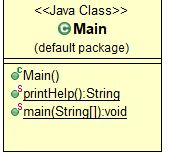 <<Java Class>>
Main
(default package)
Main()
printHelp():String
main(String[]):void